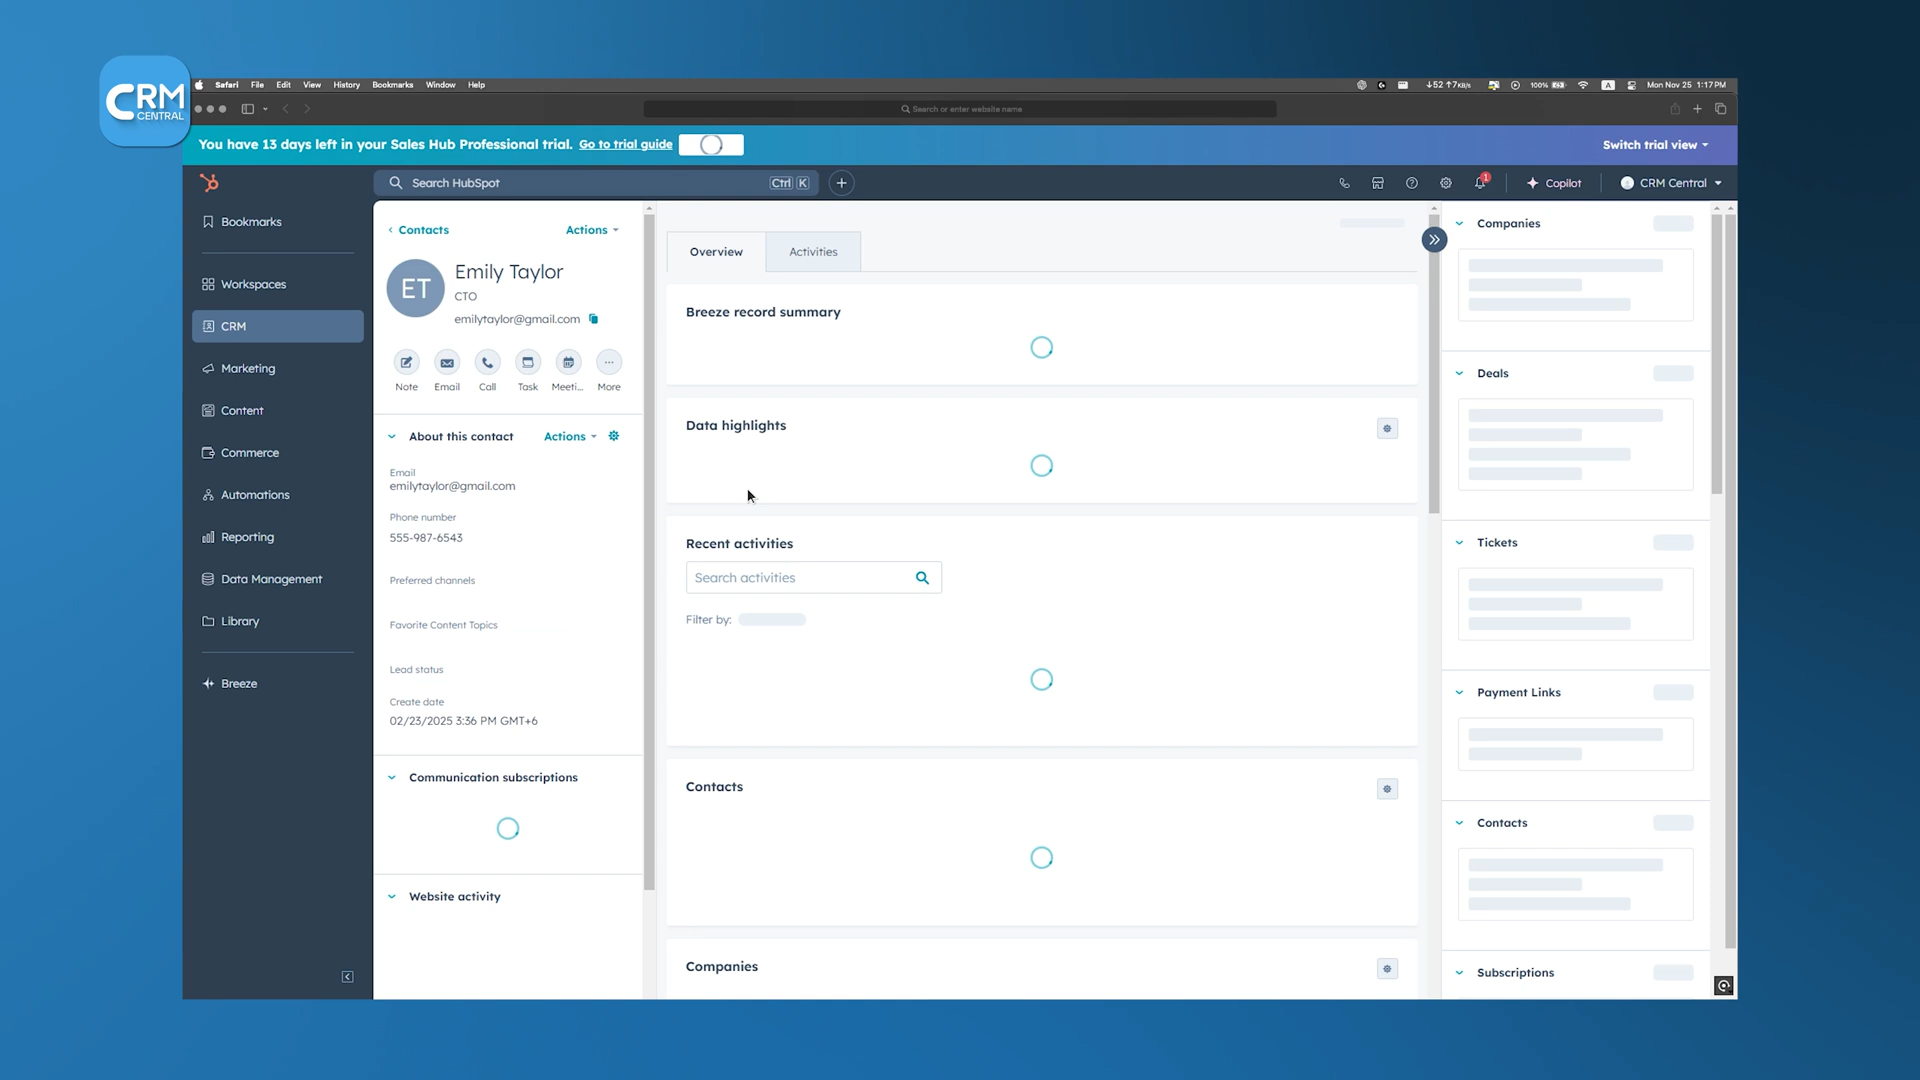 CRM
CENTRAL
Safari File Edit View History Bookmarks Window Help
↓52 ↑7KB/s 100% A Mon Nov 25 1:17 PM
Search or enter website name
You have 13 days left in your Sales Hub Professional trial. Go to trial guide
Switch trial view
Search HubSpot Ctrl K
1
Copilot
CRM Central
Bookmarks
Workspaces
CRM
Marketing
Content
Commerce
Automations
Reporting
Data Management
Library
Breeze
Contacts
Actions
ET
Emily Taylor
CTO
emilytaylor@gmail.com
Note Email Call Task Meeti... More
About this contact
Actions
Email
emilytaylor@gmail.com
Phone number
555-987-6543
Preferred channels
Favorite Content Topics
Lead status
Create date
02/23/2025 3:36 PM GMT+6
Communication subscriptions
Website activity
Overview
Activities
Breeze record summary
Data highlights
Recent activities
Search activities
Filter by:
Contacts
Companies
Companies
Deals
Tickets
Payment Links
Contacts
Subscriptions